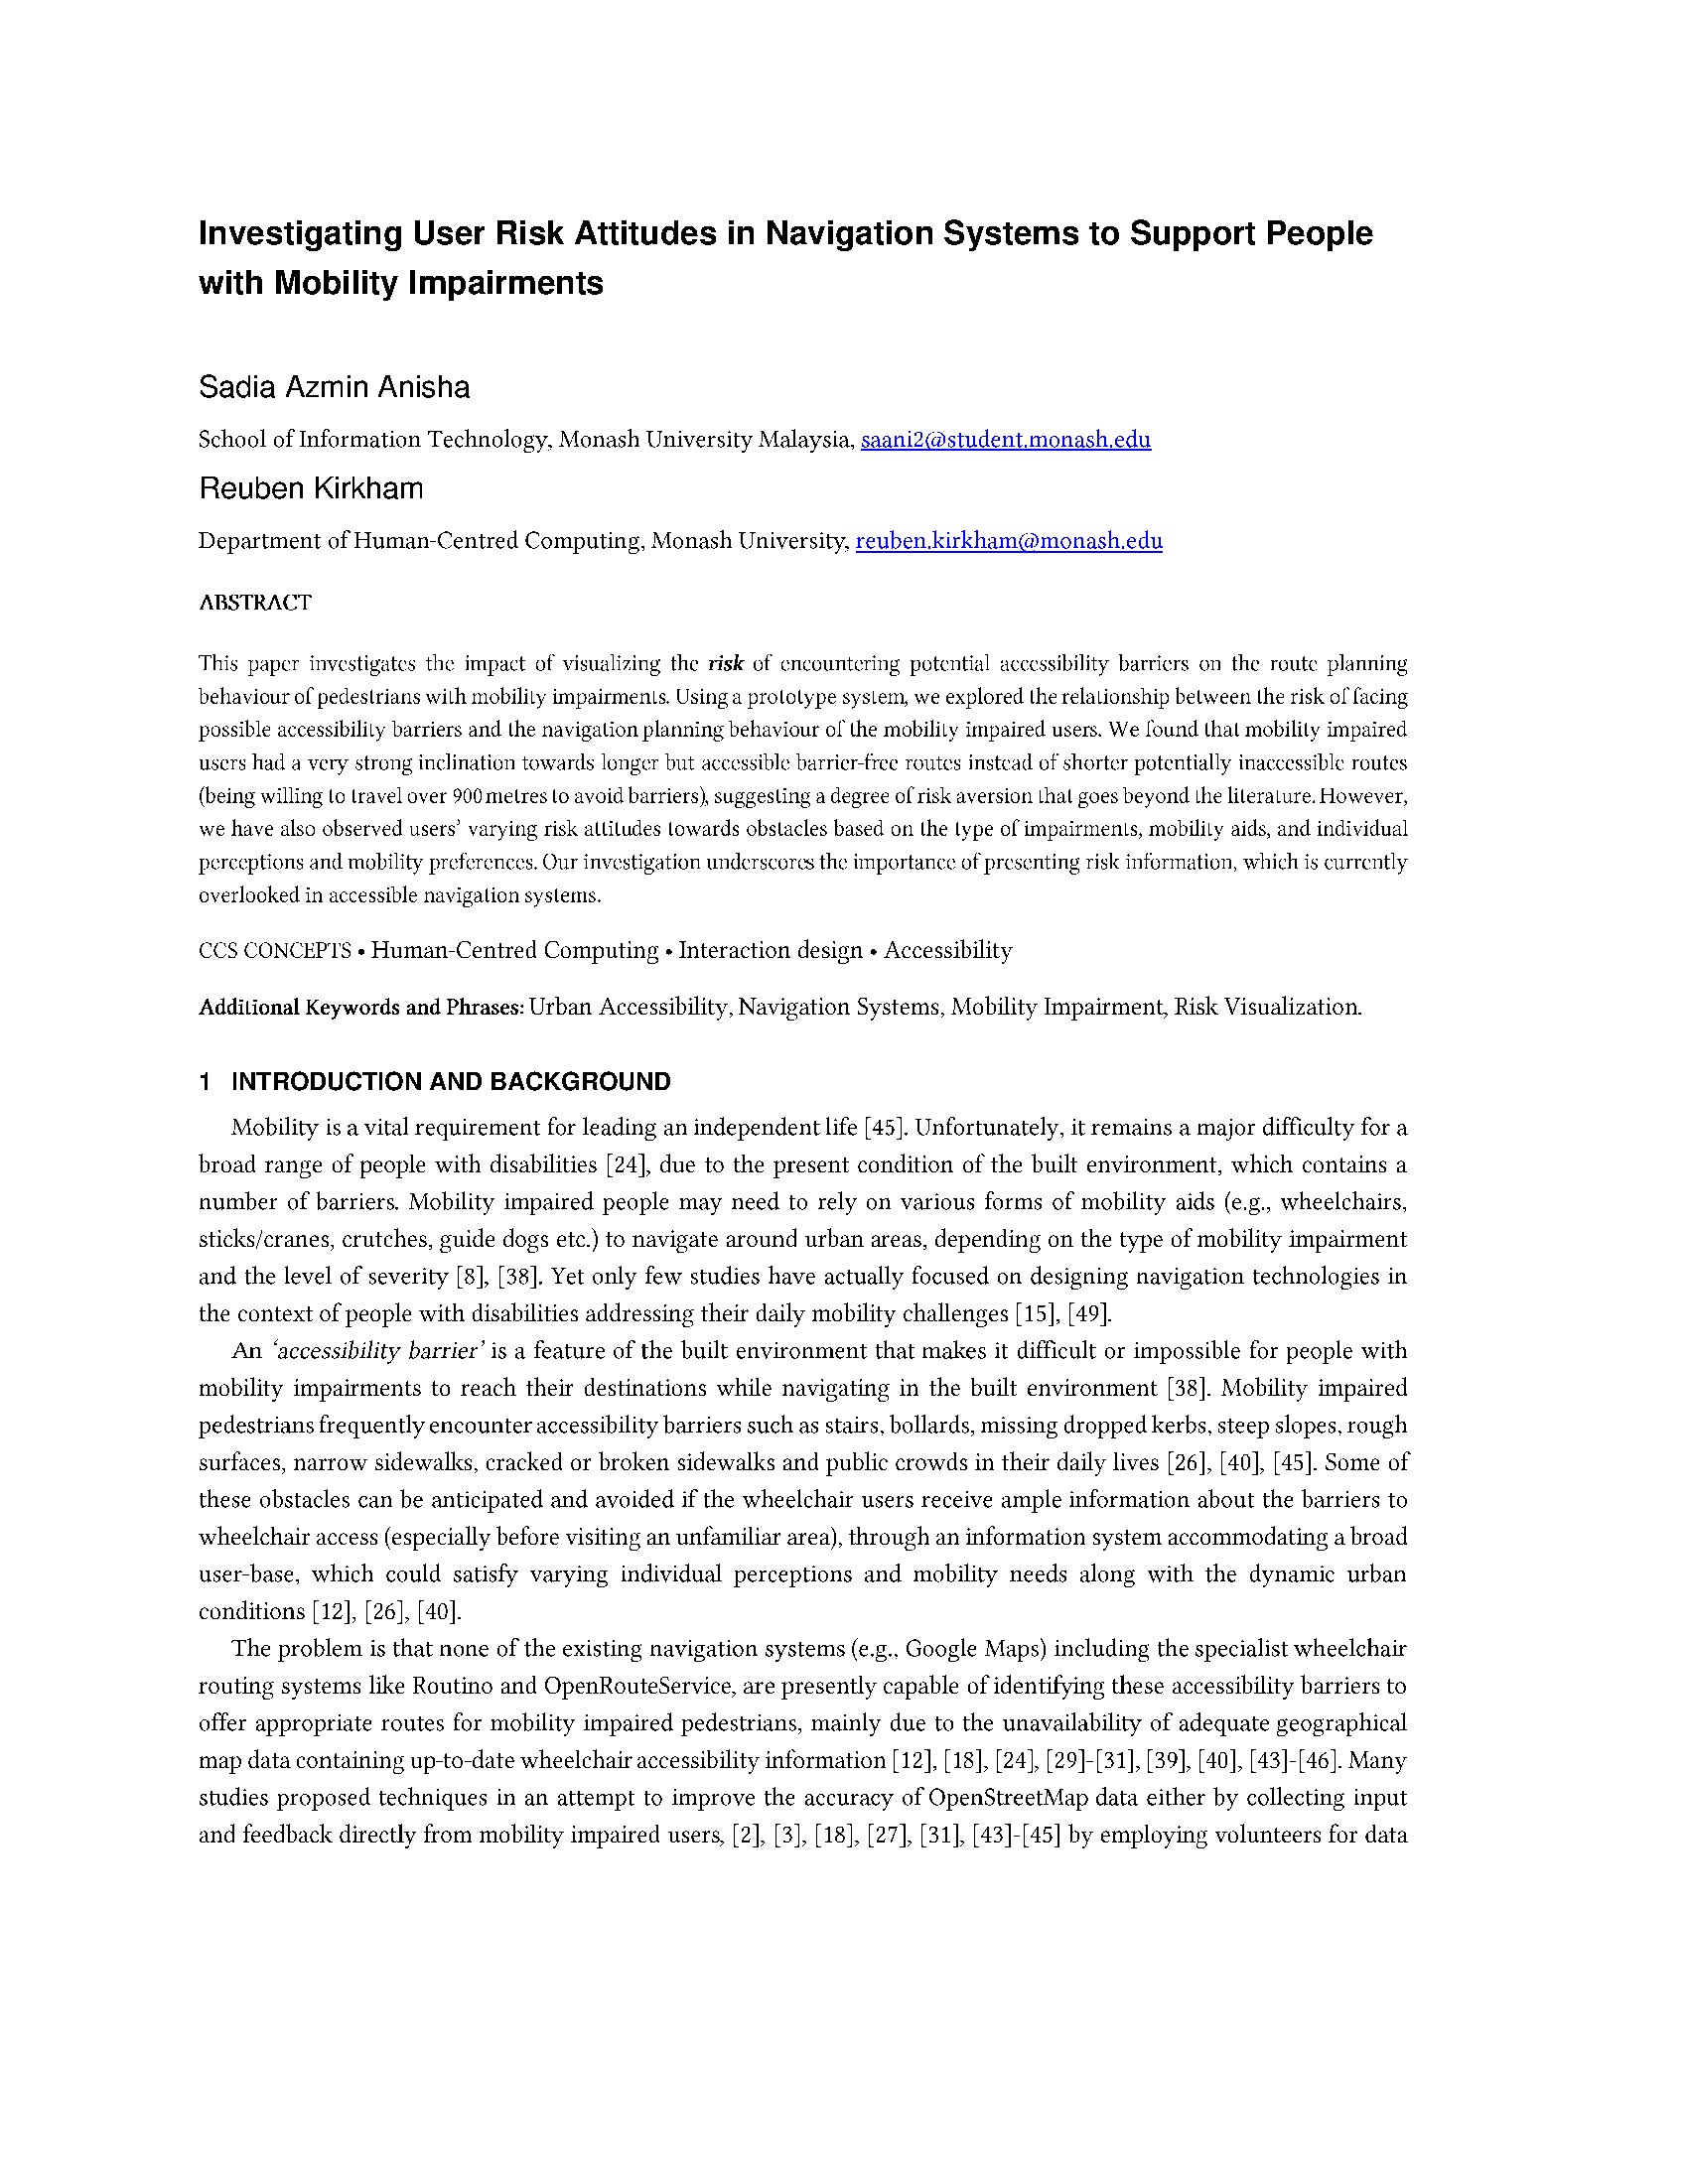 Investigating User Risk Attitudes in Navigation Systems to Support People
with Mobility Impairments
Sadia Azmin Anisha
School of Information Technology, Monash University Malaysia, saani2@student.monash.edu
Reuben Kirkham
Department of Human-Centred Computing, Monash University, reuben.kirkham@monash.edu
ABSTRACT
This paper investigates the impact of visualizing the risk of encountering potential accessibility barriers on the route planning
behaviour of pedestrians with mobility impairments. Using a prototype system, we explored the relationship between the risk of facing
possible accessibility barriers and the navigation planning behaviour of the mobility impaired users. We found that mobility impaired
users had a very strong inclination towards longer but accessible barrier-free routes instead of shorter potentially inaccessible routes
(being willing to travel over 900 metres to avoid barriers), suggesting a degree of risk aversion that goes beyond the literature. However,
we have also observed users' varying risk attitudes towards obstacles based on the type of impairments, mobility aids, and individual
perceptions and mobility preferences. Our investigation underscores the importance of presenting risk information, which is currently
overlooked in accessible navigation systems.
CCS CONCEPTS • Human-Centred Computing • Interaction design • Accessibility
Additional Keywords and Phrases: Urban Accessibility, Navigation Systems, Mobility Impairment, Risk Visualization.
1 INTRODUCTION AND BACKGROUND
Mobility is a vital requirement for leading an independent life [45]. Unfortunately, it remains a major difficulty for a
broad range of people with disabilities [24], due to the present condition of the built environment, which contains a
number of barriers. Mobility impaired people may need to rely on various forms of mobility aids (e.g., wheelchairs,
sticks/cranes, crutches, guide dogs etc.) to navigate around urban areas, depending on the type of mobility impairment
and the level of severity [8], [38]. Yet only few studies have actually focused on designing navigation technologies in
the context of people with disabilities addressing their daily mobility challenges [15], [49].
An 'accessibility barrier' is a feature of the built environment that makes it difficult or impossible for people with
mobility impairments to reach their destinations while navigating in the built environment [38]. Mobility impaired
pedestrians frequently encounter accessibility barriers such as stairs, bollards, missing dropped kerbs, steep slopes, rough
surfaces, narrow sidewalks, cracked or broken sidewalks and public crowds in their daily lives [26], [40], [45]. Some of
these obstacles can be anticipated and avoided if the wheelchair users receive ample information about the barriers to
wheelchair access (especially before visiting an unfamiliar area), through an information system accommodating a broad
user-base, which could satisfy varying individual perceptions and mobility needs along with the dynamic urban
conditions [12], [26], [40].
The problem is that none of the existing navigation systems (e.g., Google Maps) including the specialist wheelchair
routing systems like Routino and OpenRouteService, are presently capable of identifying these accessibility barriers to
offer appropriate routes for mobility impaired pedestrians, mainly due to the unavailability of adequate geographical
map data containing up-to-date wheelchair accessibility information [12], [18], [24], [29]-[31], [39], [40], [43]-[46]. Many
studies proposed techniques in an attempt to improve the accuracy of OpenStreetMap data either by collecting input
and feedback directly from mobility impaired users, [2], [3], [18], [27], [31], [43]-[45] by employing volunteers for data